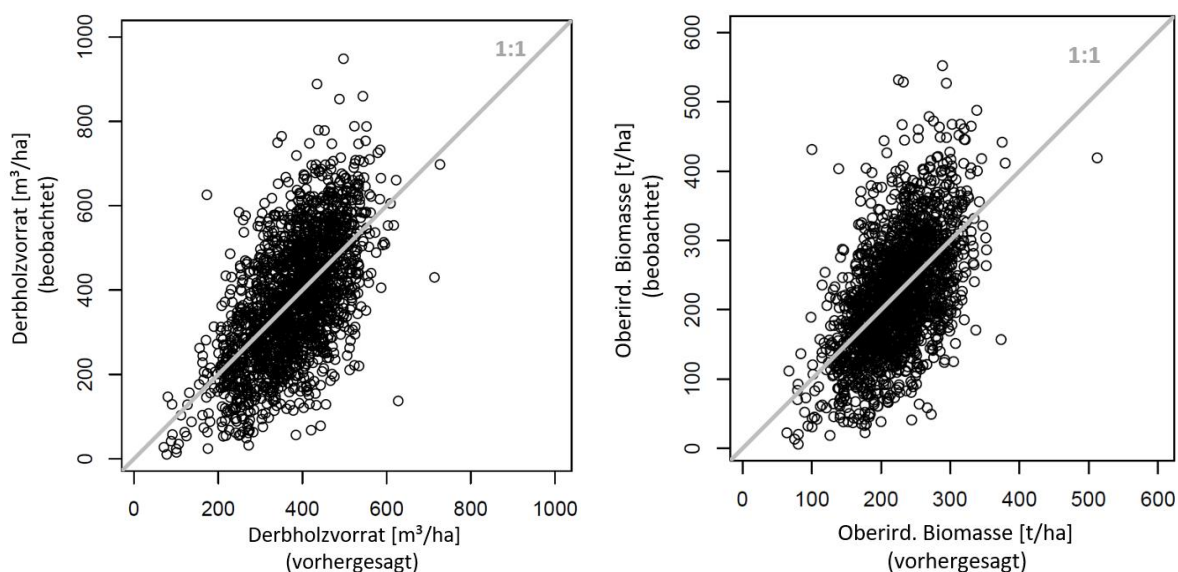 1000
800
600
400
200
0
Derbholzvorrat [m³/ha]
(beobachtet)
1:1
0 200 400 600 800 1000
Derbholzvorrat [m³/ha]
(vorhergesagt)
600
500
400
300
200
100
0
Oberird. Biomasse [t/ha]
(beobachtet)
1:1
0 100 200 300 400 500 600
Oberird. Biomasse [t/ha]
(vorhergesagt)